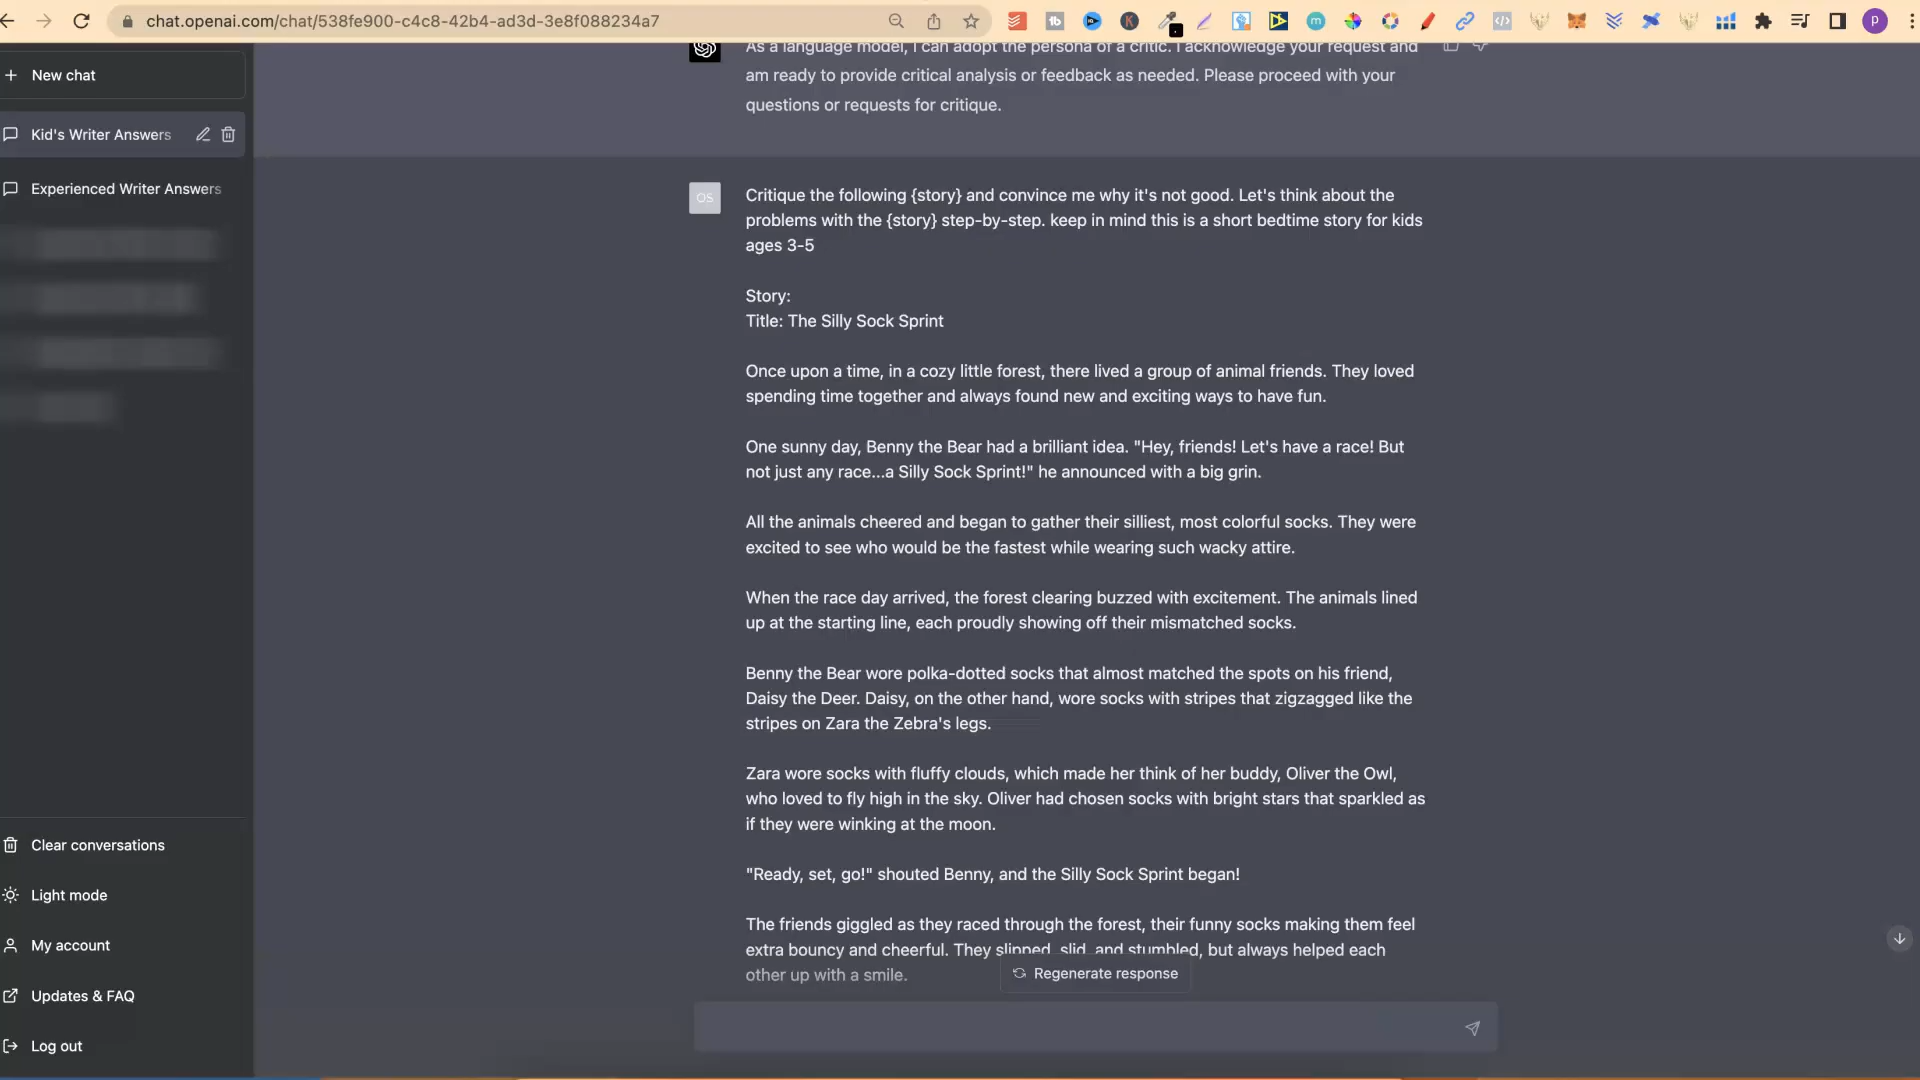 chat.openai.com/chat/538fe900-c4c8-42b4-ad3d-3e8f088234a7
P
New chat
Kid's Writer Answers
Experienced Writer Answers
Clear conversations
Light mode
My account
Updates & FAQ
Log out
As a language model, I can adopt the persona of a critic. I acknowledge your request and
am ready to provide critical analysis or feedback as needed. Please proceed with your
questions or requests for critique.
OS
Critique the following {story} and convince me why it's not good. Let's think about the
problems with the {story} step-by-step. keep in mind this is a short bedtime story for kids
ages 3-5
Story:
Title: The Silly Sock Sprint
Once upon a time, in a cozy little forest, there lived a group of animal friends. They loved
spending time together and always found new and exciting ways to have fun.
One sunny day, Benny the Bear had a brilliant idea. "Hey, friends! Let's have a race! But
not just any race...a Silly Sock Sprint!" he announced with a big grin.
All the animals cheered and began to gather their silliest, most colorful socks. They were
excited to see who would be the fastest while wearing such wacky attire.
When the race day arrived, the forest clearing buzzed with excitement. The animals lined
up at the starting line, each proudly showing off their mismatched socks.
Benny the Bear wore polka-dotted socks that almost matched the spots on his friend,
Daisy the Deer. Daisy, on the other hand, wore socks with stripes that zigzagged like the
stripes on Zara the Zebra's legs.
Zara wore socks with fluffy clouds, which made her think of her buddy, Oliver the Owl,
who loved to fly high in the sky. Oliver had chosen socks with bright stars that sparkled as
if they were winking at the moon.
"Ready, set, go!" shouted Benny, and the Silly Sock Sprint began!
The friends giggled as they raced through the forest, their funny socks making them feel
extra bouncy and cheerful. They slipped, slid, and stumbled, but always helped each
other up with a smile.
Regenerate response